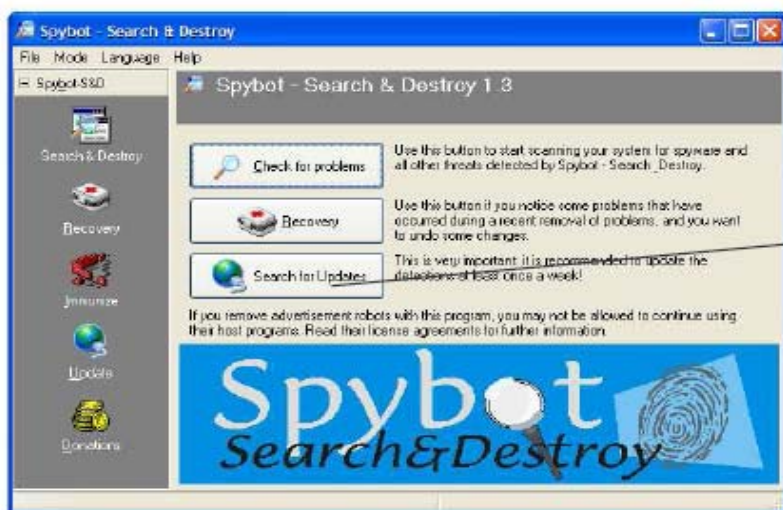 Spybot - Search & Destroy
File Mode Language Help
Spybot-S&D
Search & Destroy
Recovery
Immunize
Update
Donations
Spybot - Search & Destroy 1.3
Check for problems
Use this button to start scanning your system for spyware and
all other threats detected by Spybot - Search _Destroy.
Recovery
Use this button if you notice some problems that have
occurred during a recent removal of problems, and you want
to undo some changes.
Search for Updates
This is very important: it is recommended to update the
detections at least once a week!
If you remove advertisement robots with this program, you may not be allowed to continue using
their host programs. Read their license agreements for further information.
Spybot
Search&Destroy